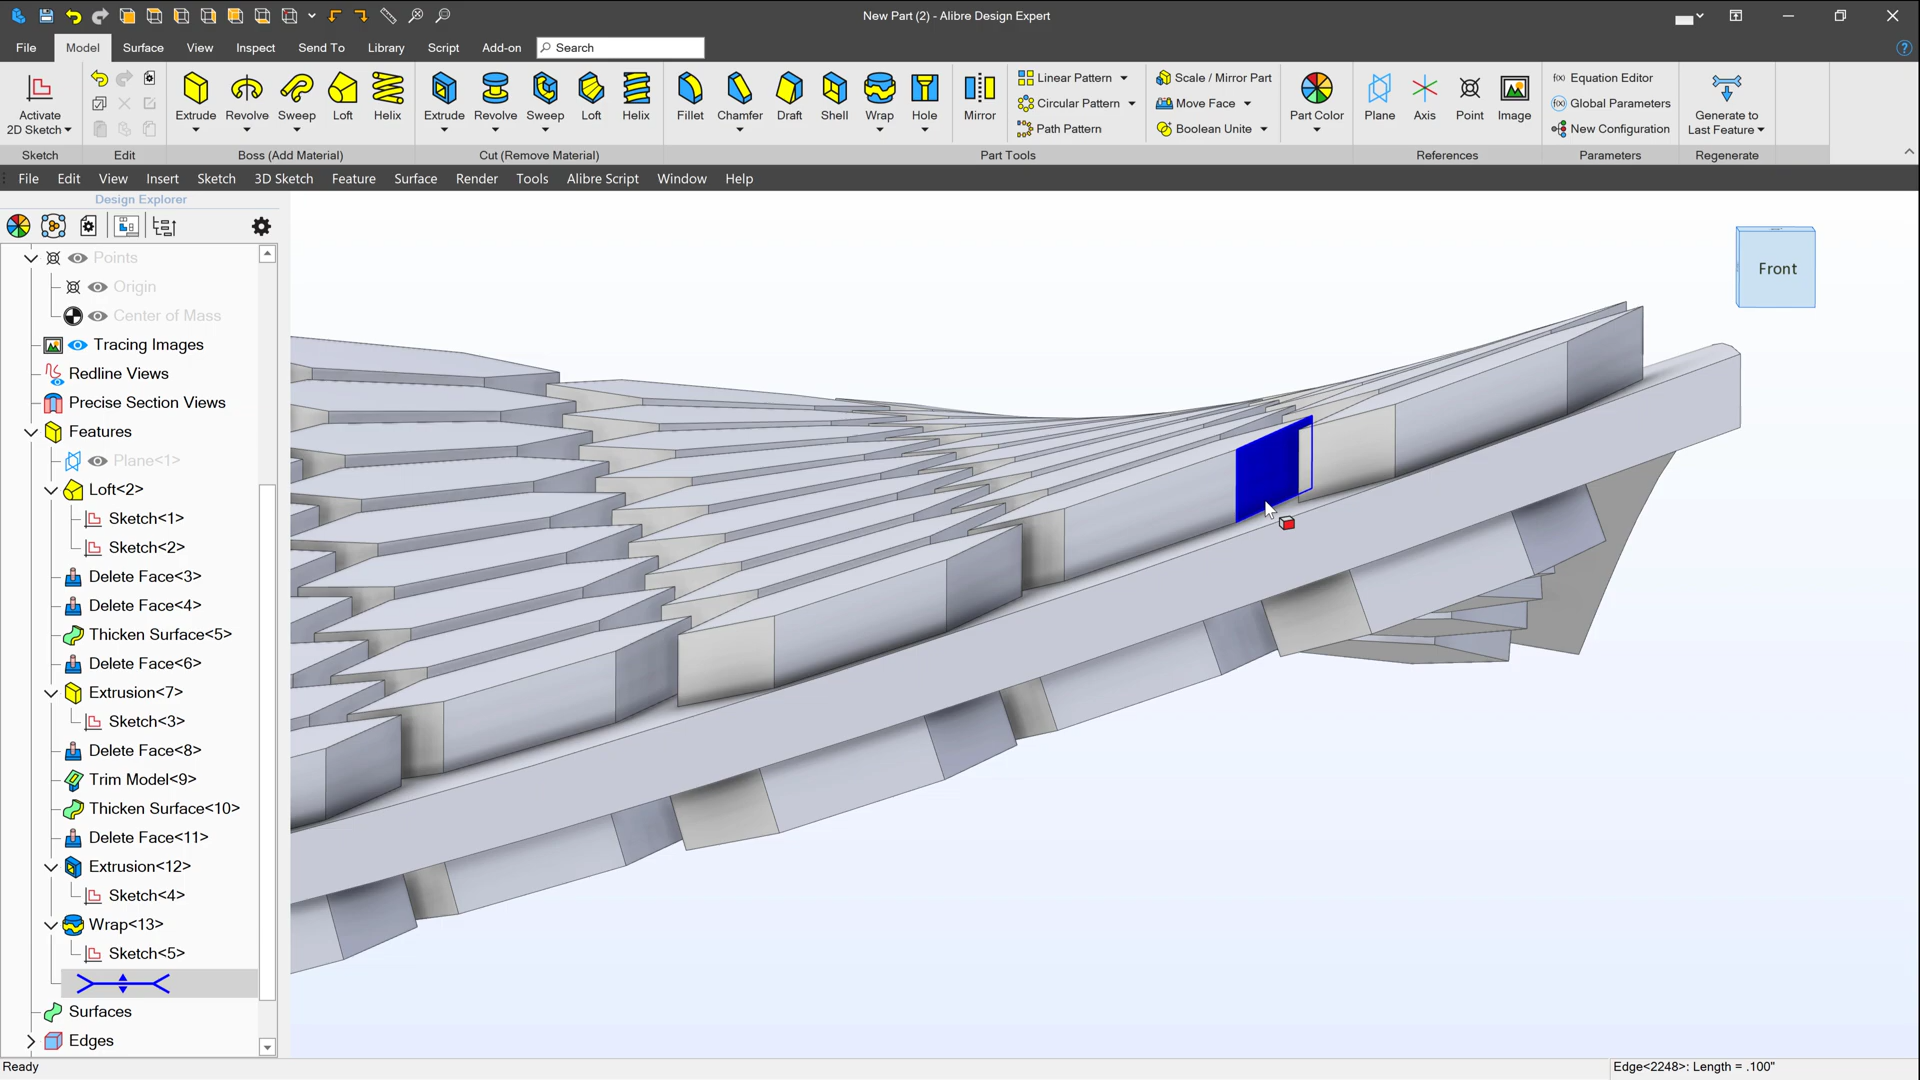 New Part (2) - Alibre Design Expert
File Model Surface View Inspect Send To Library Script Add-on Search
Activate 2D Sketch
Sketch
Edit
Extrude Revolve Sweep Loft Helix
Boss (Add Material)
Extrude Revolve Sweep Loft Helix
Cut (Remove Material)
Fillet Chamfer Draft Shell Wrap Hole Mirror
Linear Pattern
Circular Pattern
Path Pattern
Scale / Mirror Part
Move Face
Boolean Unite
Part Color
Part Tools
Plane Axis Point Image
References
f(x) Equation Editor
f(x) Global Parameters
New Configuration
Parameters
Generate to Last Feature
Regenerate
File Edit View Insert Sketch 3D Sketch Feature Surface Render Tools Alibre Script Window Help
Design Explorer
Points
Origin
Center of Mass
Tracing Images
Redline Views
Precise Section Views
Features
Plane<1>
Loft<2>
Sketch<1>
Sketch<2>
Delete Face<3>
Delete Face<4>
Thicken Surface<5>
Delete Face<6>
Extrusion<7>
Sketch<3>
Delete Face<8>
Trim Model<9>
Thicken Surface<10>
Delete Face<11>
Extrusion<12>
Sketch<4>
Wrap<13>
Sketch<5>
Surfaces
Edges
Front
Ready
Edge<2248>: Length = .100"